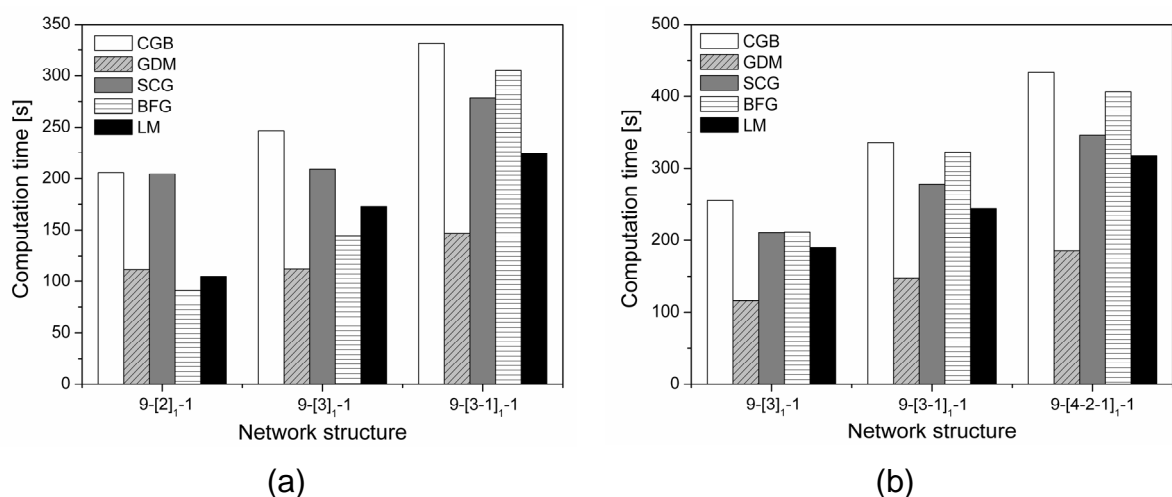 350
300
250
200
150
100
50
0
Computation time [s]
CGB
GDM
SCG
BFG
LM
9-[2]₁-1
9-[3]₁-1
9-[3-1]₁-1
Network structure
(a)
500
400
300
200
100
0
Computation time [s]
CGB
GDM
SCG
BFG
LM
9-[3]₁-1
9-[3-1]₁-1
9-[4-2-1]₁-1
Network structure
(b)